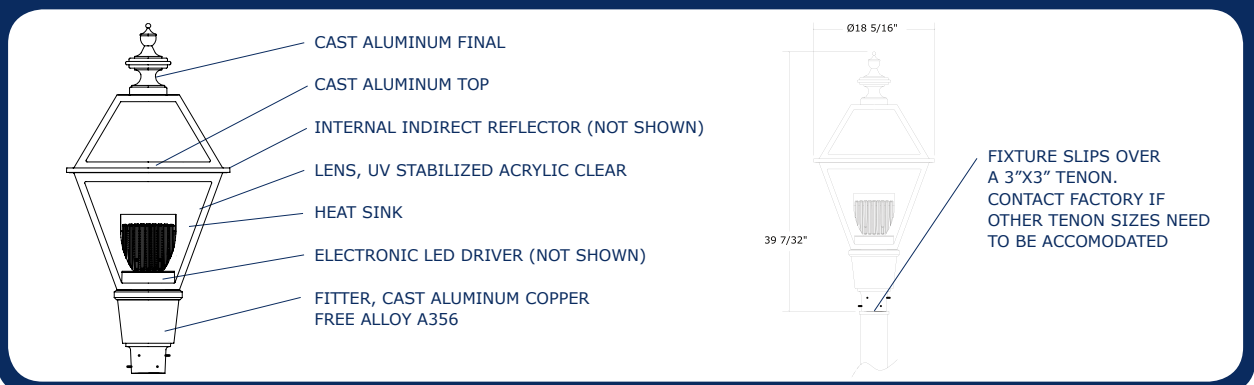 CAST ALUMINUM FINAL
CAST ALUMINUM TOP
INTERNAL INDIRECT REFLECTOR (NOT SHOWN)
LENS, UV STABILIZED ACRYLIC CLEAR
HEAT SINK
ELECTRONIC LED DRIVER (NOT SHOWN)
FITTER, CAST ALUMINUM COPPER
FREE ALLOY A356
Ø18 5/16"
39 7/32"
FIXTURE SLIPS OVER
A 3”X3” TENON.
CONTACT FACTORY IF
OTHER TENON SIZES NEED
TO BE ACCOMODATED